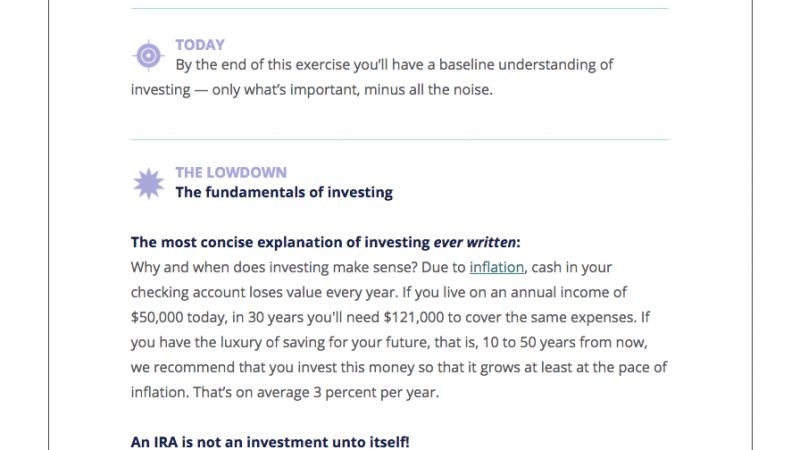 TODAY
By the end of this exercise you’ll have a baseline understanding of
investing — only what’s important, minus all the noise.
THE LOWDOWN
The fundamentals of investing
The most concise explanation of investing ever written:
Why and when does investing make sense? Due to inflation, cash in your
checking account loses value every year. If you live on an annual income of
$50,000 today, in 30 years you'll need $121,000 to cover the same expenses. If
you have the luxury of saving for your future, that is, 10 to 50 years from now,
we recommend that you invest this money so that it grows at least at the pace of
inflation. That’s on average 3 percent per year.
An IRA is not an investment unto itself!